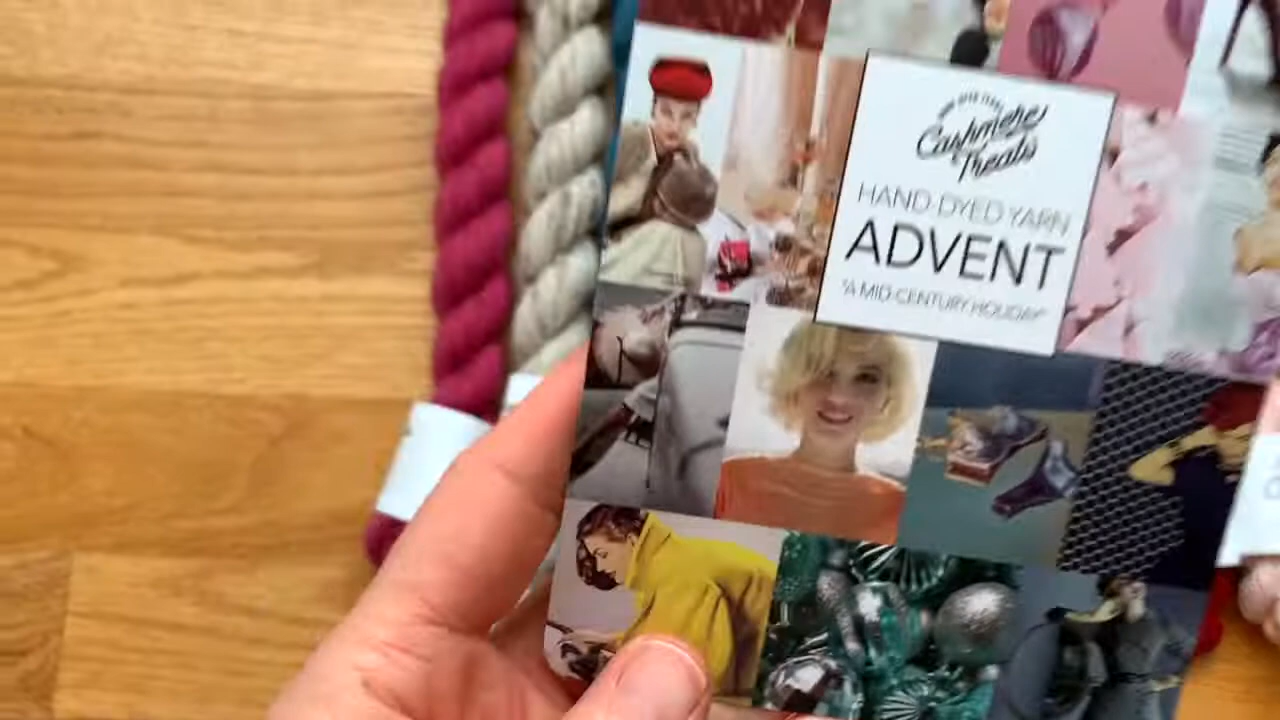 Cashmere
Treats
HAND-DYED YARN
ADVENT
"A MID-CENTURY HOLIDAY"